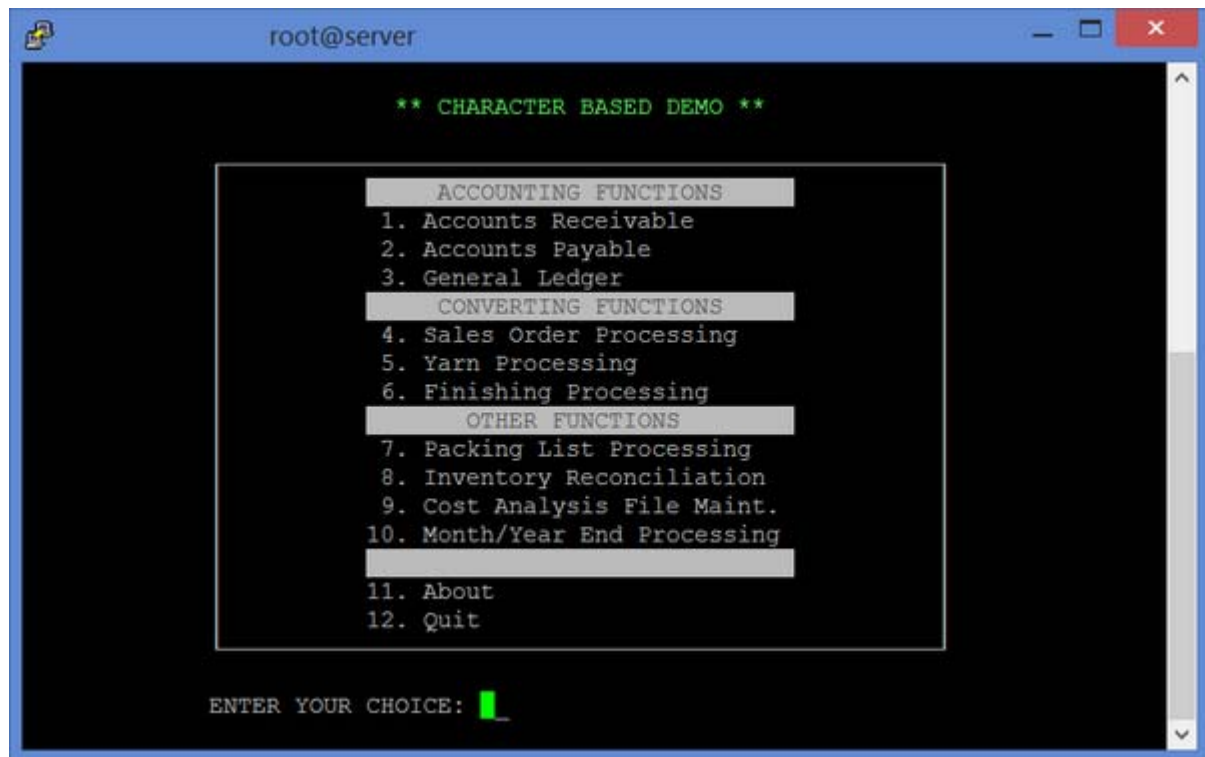 root@server
** CHARACTER BASED DEMO **
ACCOUNTING FUNCTIONS
1. Accounts Receivable
2. Accounts Payable
3. General Ledger
CONVERTING FUNCTIONS
4. Sales Order Processing
5. Yarn Processing
6. Finishing Processing
OTHER FUNCTIONS
7. Packing List Processing
8. Inventory Reconciliation
9. Cost Analysis File Maint.
10. Month/Year End Processing
11. About
12. Quit
ENTER YOUR CHOICE: _